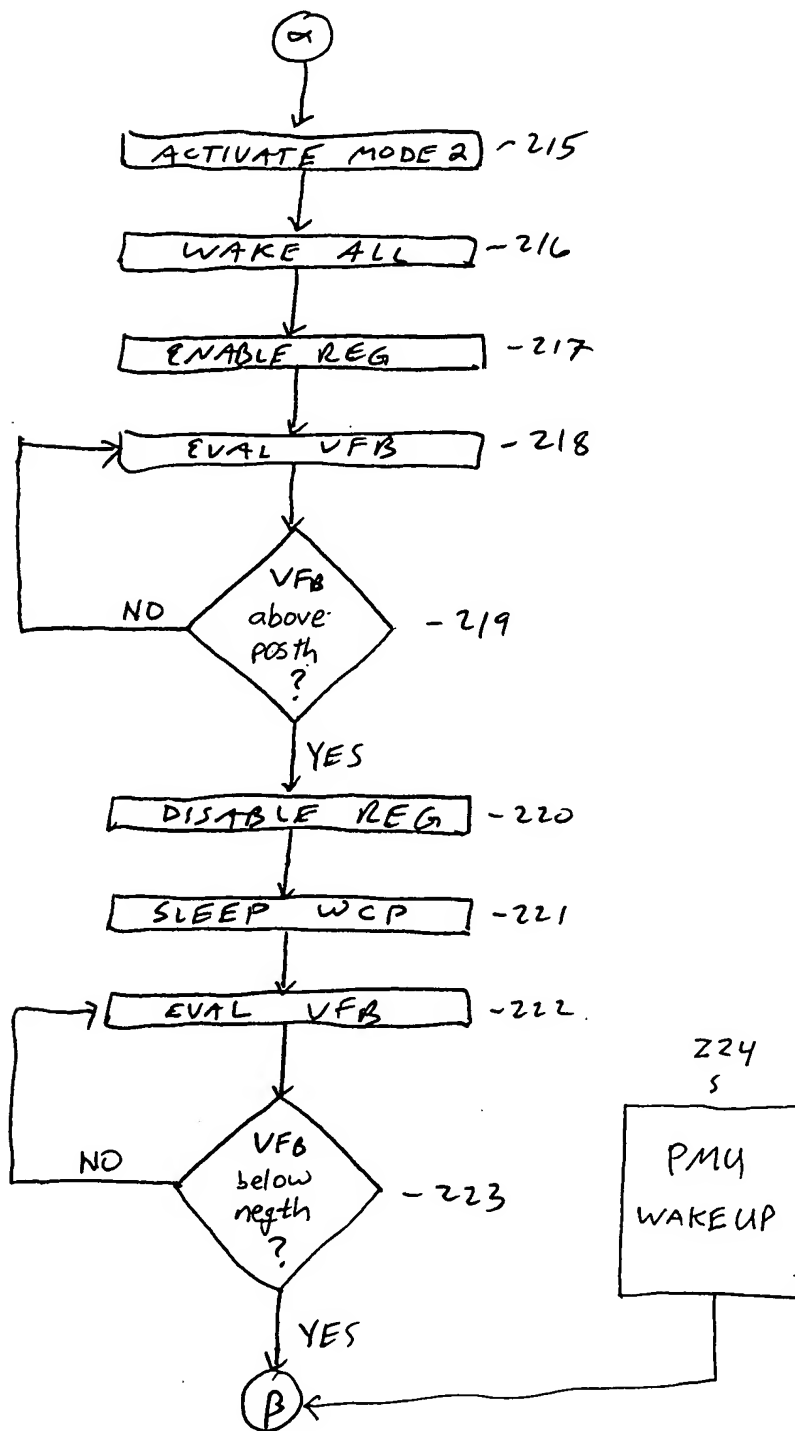 α
ACTIVATE MODE 2 ~215
WAKE ALL -216
ENABLE REG -217
EVAL VFB -218
VFB
above
posth
?
-219
NO
YES
DISABLE REG -220
SLEEP WCP -221
EVAL VFB -222
224
s
PMU
WAKEUP
VFB
below
negth
?
-223
NO
YES
β